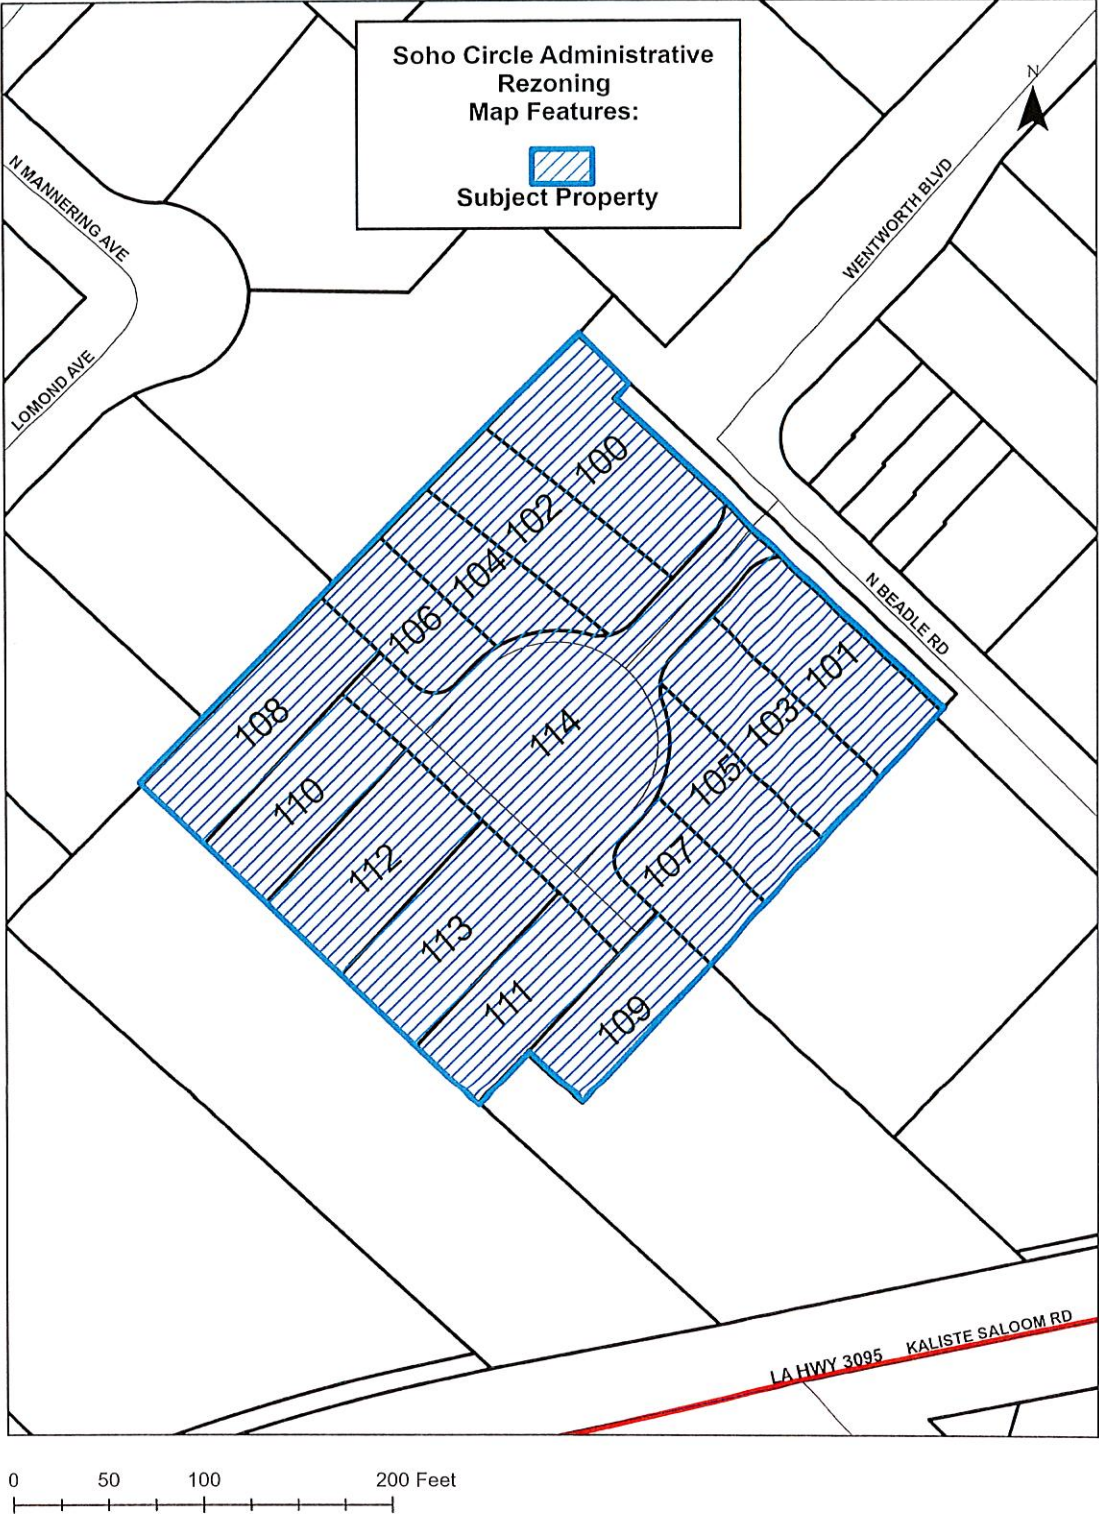 Soho Circle Administrative
Rezoning
Map Features:
Subject Property
N
N MANNERING AVE
WENTWORTH BLVD
LOMOND AVE
100
102
104
106
N BEADLE RD
101
108
114
103
105
110
107
112
113
111
109
LA HWY 3095 KALISTE SALOOM RD
0 50 100 200 Feet